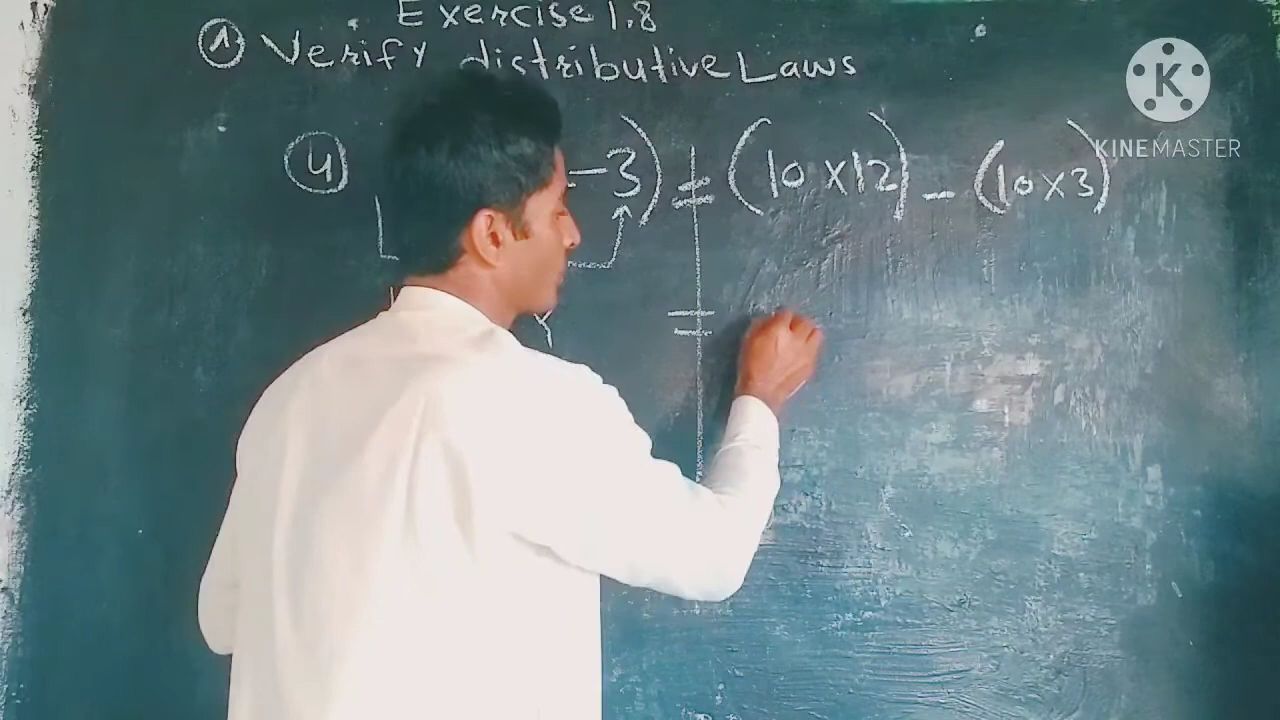 Exercise 1.8
① Verify distributive Laws
④ -3) = (10×12) - (10×3)
=
K
KINEMASTER